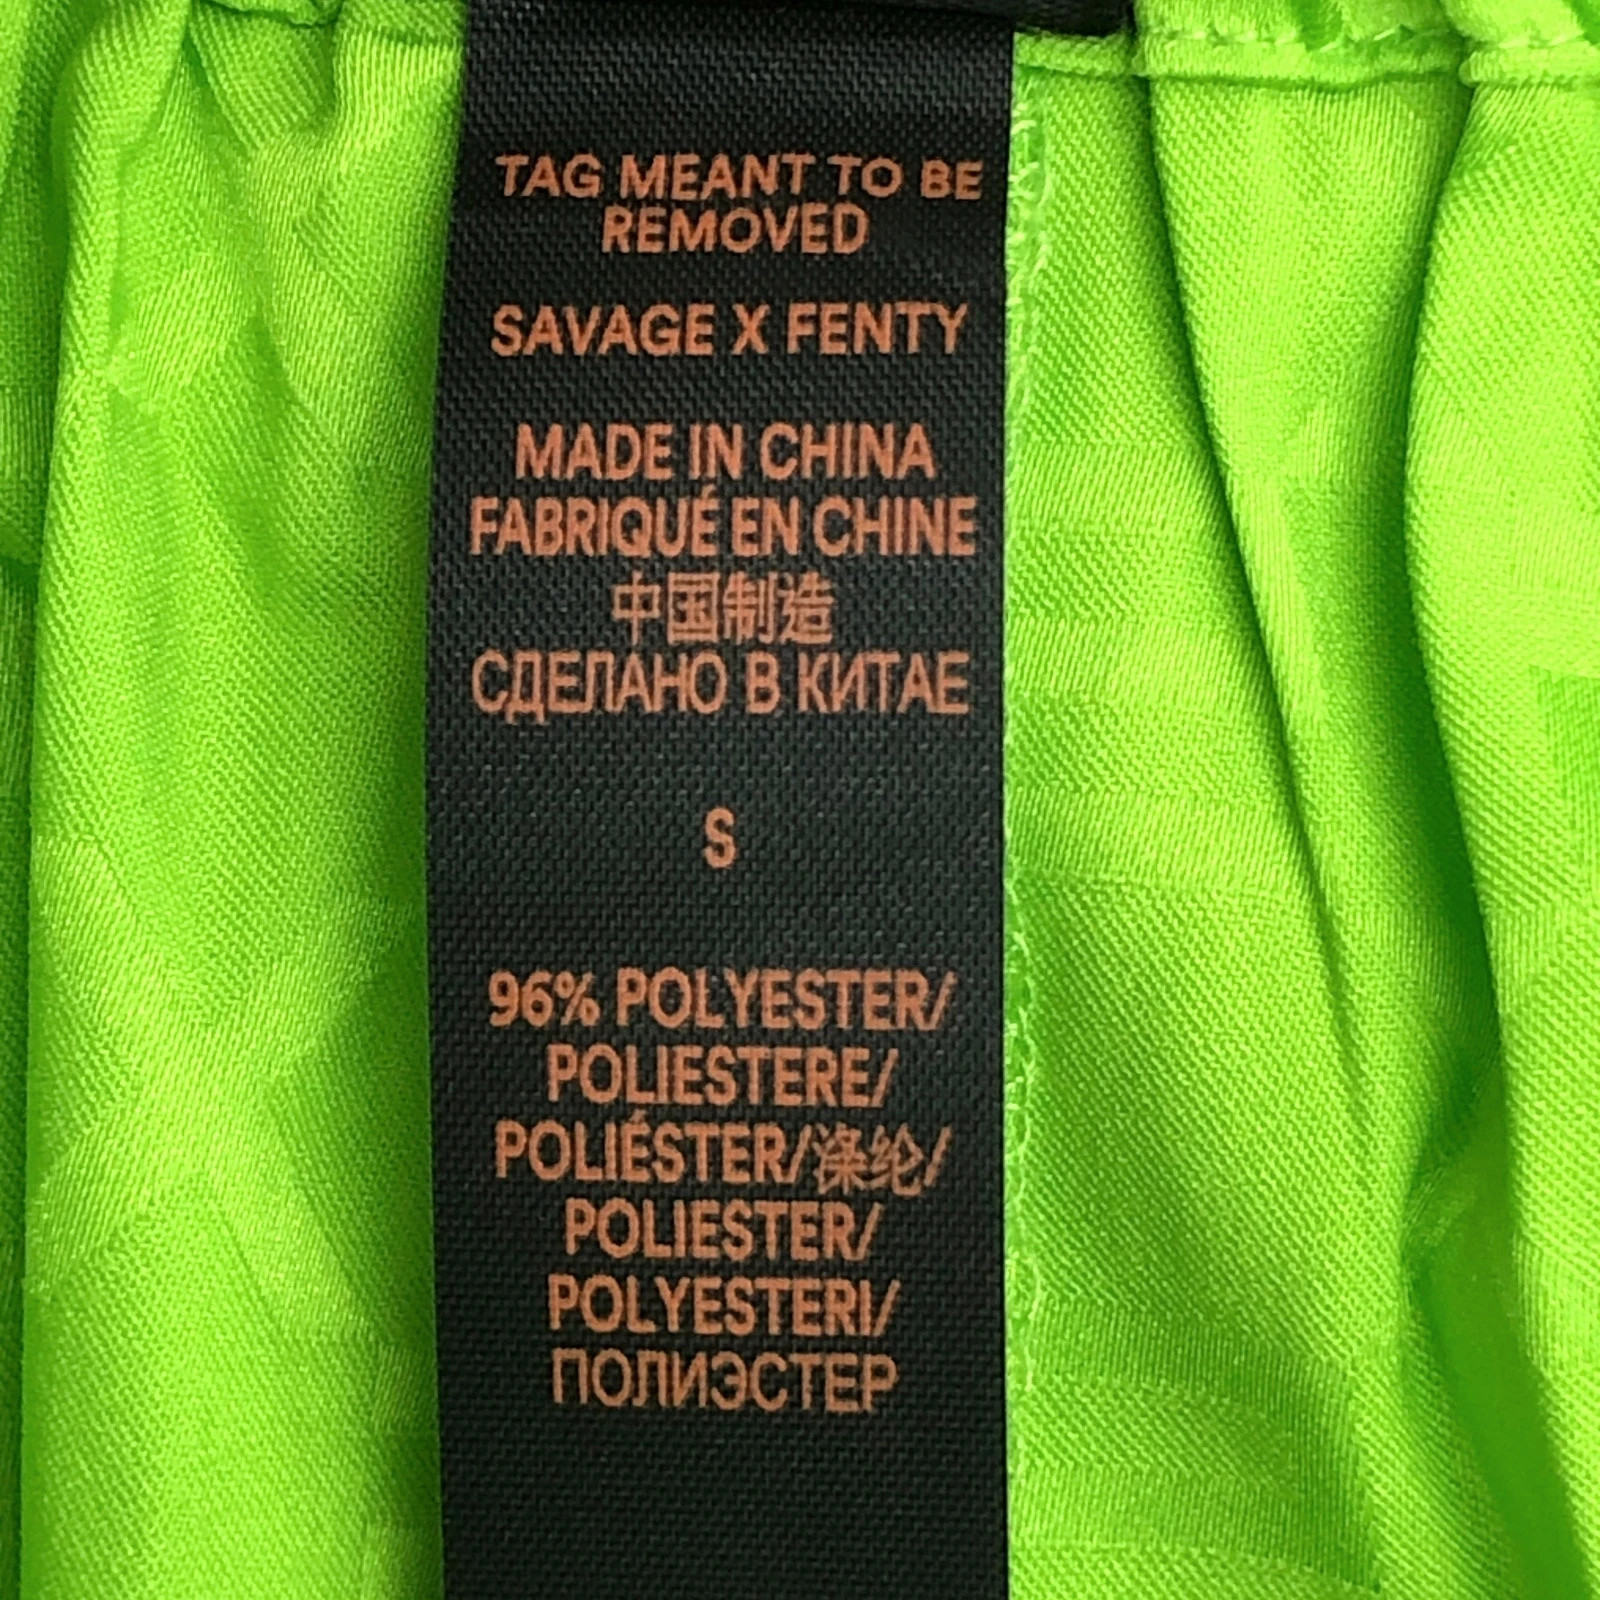 TAG MEANT TO BE
REMOVED
SAVAGE X FENTY
MADE IN CHINA
FABRIQUÉ EN CHINE
中国制造
СДЕЛАНО В КИТАЕ
S
96% POLYESTER/
POLIESTERE/
POLIÉSTER/涤纶/
POLIESTER/
POLYESTERI/
ПОЛИЭСТЕР